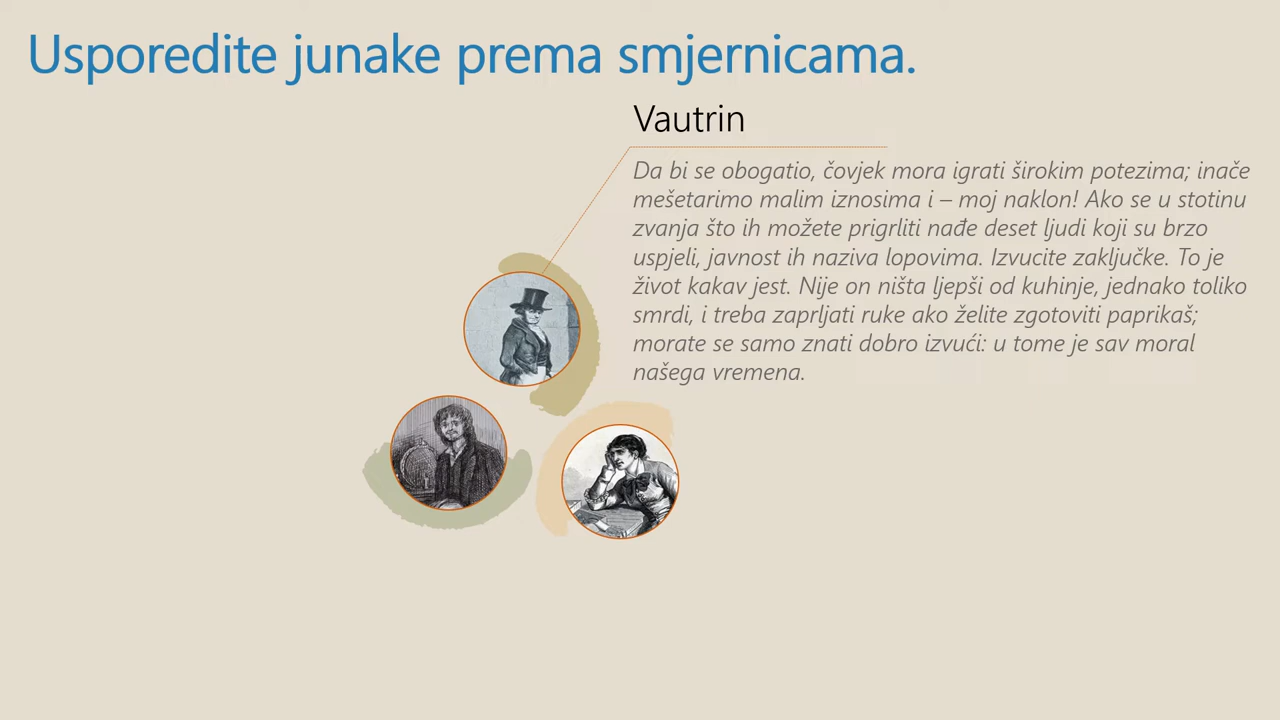 Usporedite junake prema smjernicama.
Vautrin
Da bi se obogatio, čovjek mora igrati širokim potezima; inače
mešetarimo malim iznosima i – moj naklon! Ako se u stotinu
zvanja što ih možete prigrliti nađe deset ljudi koji su brzo
uspjeli, javnost ih naziva lopovima. Izvucite zaključke. To je
život kakav jest. Nije on ništa ljepši od kuhinje, jednako toliko
smrdi, i treba zaprljati ruke ako želite zgotoviti paprikaš;
morate se samo znati dobro izvući: u tome je sav moral
našega vremena.